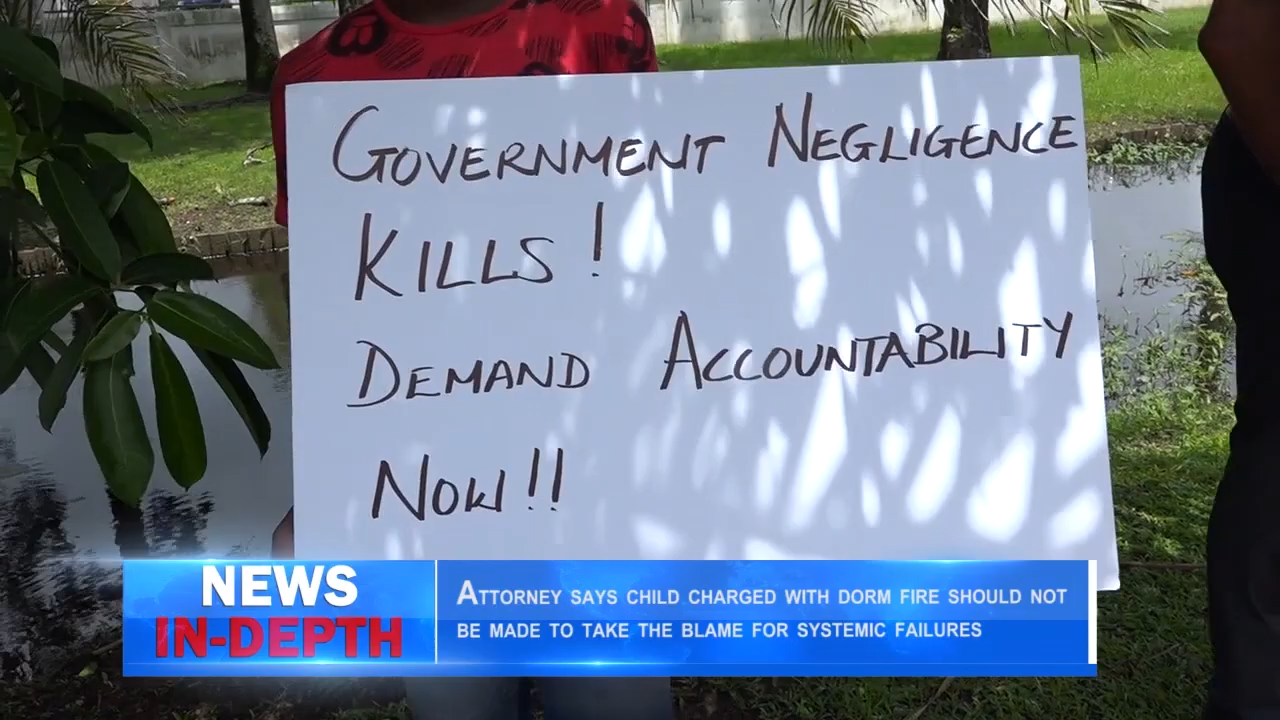 GOVERNMENT NEGLIGENCE
KILLS!
DEMAND ACCOUNTABILITY
NOW!!
NEWS
IN-DEPTH
ATTORNEY SAYS CHILD CHARGED WITH DORM FIRE SHOULD NOT
BE MADE TO TAKE THE BLAME FOR SYSTEMIC FAILURES